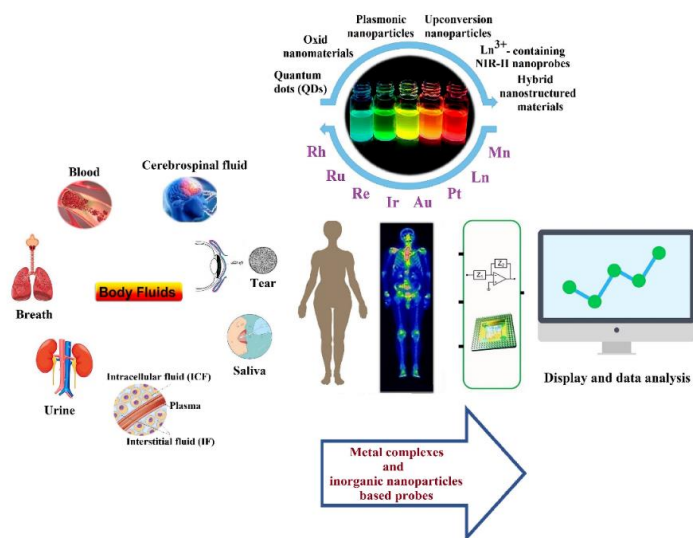 Plasmonic
nanoparticles
Upconversion
nanoparticles
Oxid
nanomaterials
Ln3+- containing
NIR-II nanoprobes
Quantum
dots (QDs)
Hybrid
nanostructured
materials
Rh
Ru
Re
Ir
Au
Pt
Ln
Mn
Blood
Cerebrospinal fluid
Breath
Body Fluids
Tear
Saliva
Urine
Intracellular fluid (ICF)
Plasma
Interstitial fluid (IF)
Z1
Z2
Display and data analysis
Metal complexes
and
inorganic nanoparticles
based probes